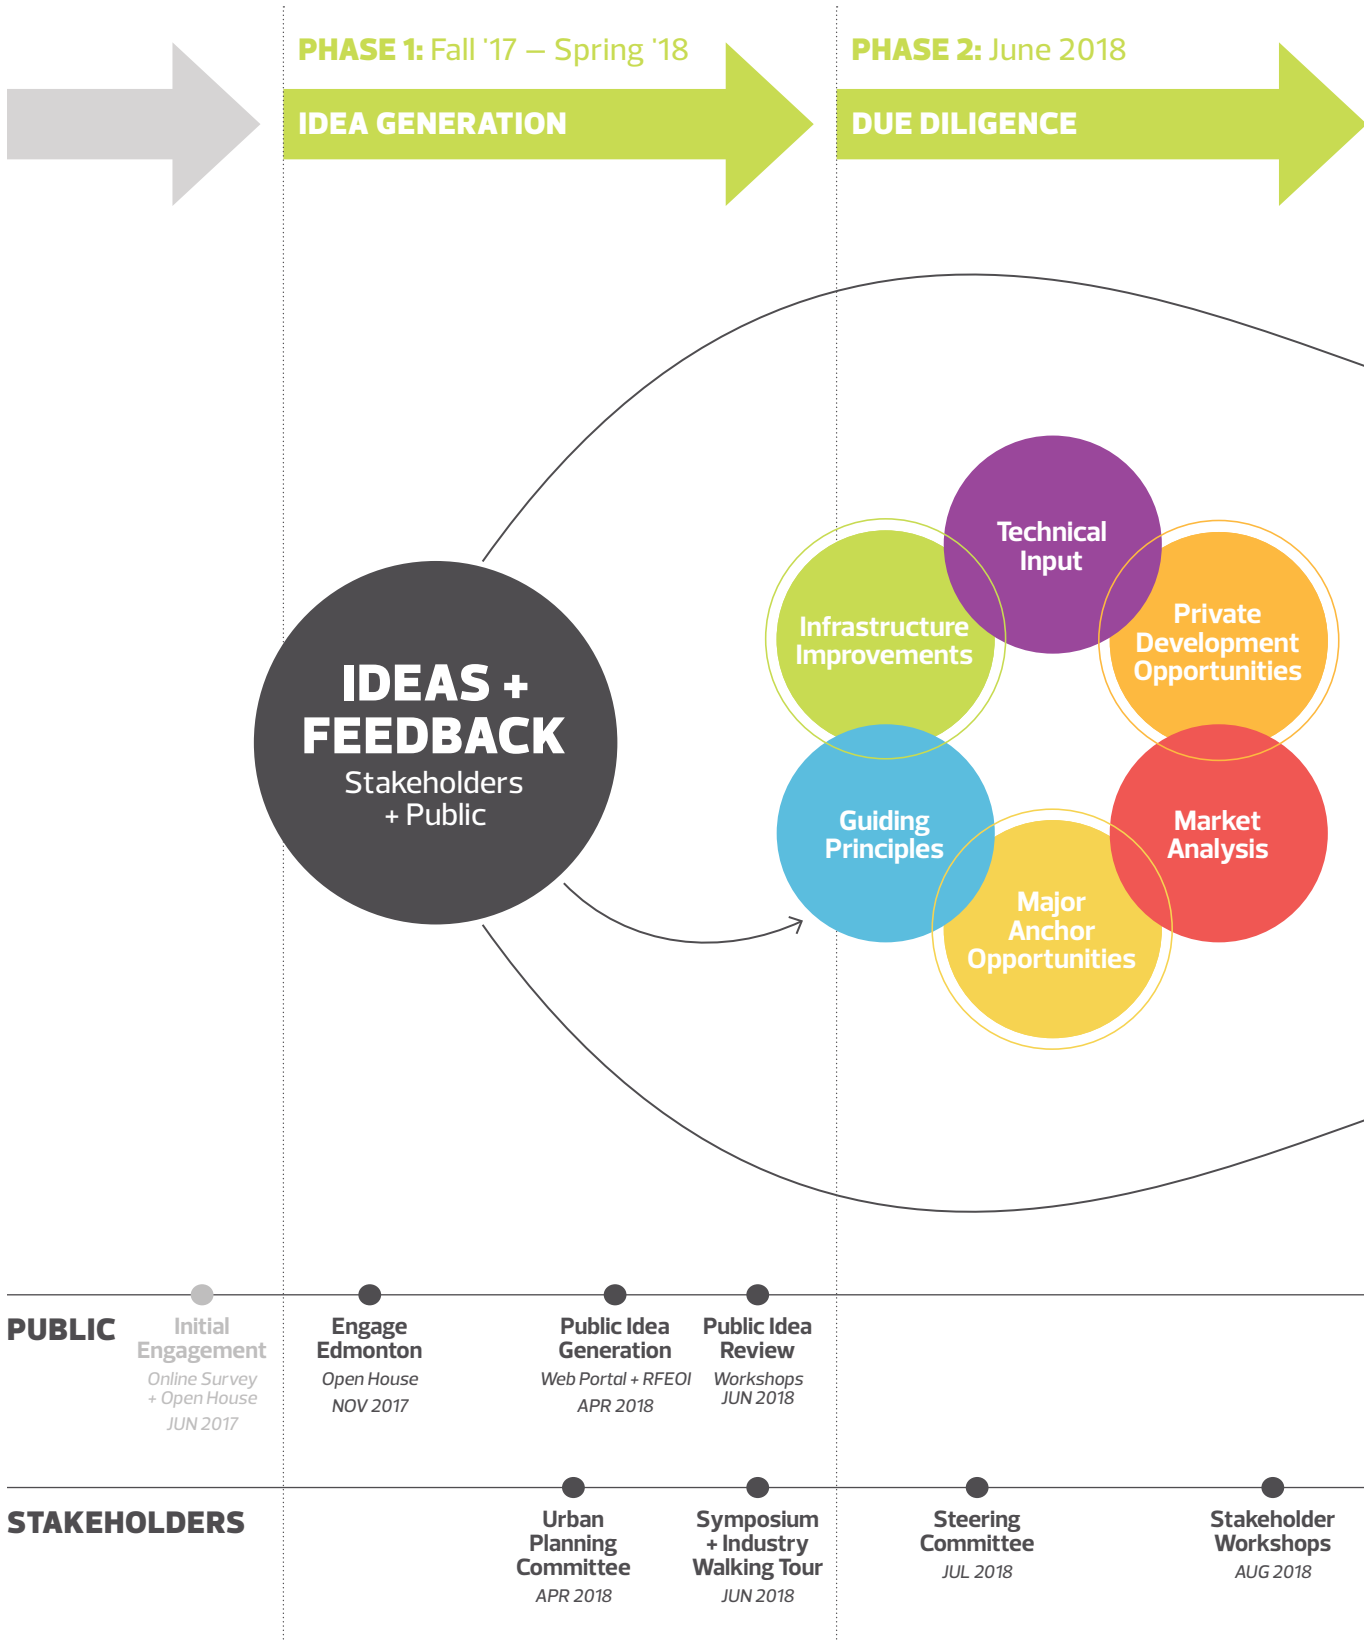 PHASE 1: Fall '17 – Spring '18
IDEA GENERATION
PHASE 2: June 2018
DUE DILIGENCE
IDEAS +
FEEDBACK
Stakeholders
+ Public
Technical
Input
Infrastructure
Improvements
Private
Development
Opportunities
Guiding
Principles
Market
Analysis
Major
Anchor
Opportunities
PUBLIC
Initial
Engagement
Online Survey
+ Open House
JUN 2017
Engage
Edmonton
Open House
NOV 2017
Public Idea
Generation
Web Portal + RFEOI
APR 2018
Public Idea
Review
Workshops
JUN 2018
STAKEHOLDERS
Urban
Planning
Committee
APR 2018
Symposium
+ Industry
Walking Tour
JUN 2018
Steering
Committee
JUL 2018
Stakeholder
Workshops
AUG 2018